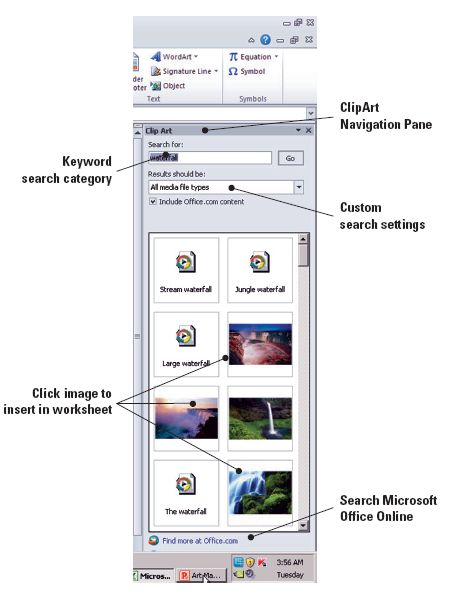 WordArt
π Equation
der
Signature Line
Ω Symbol
oter
Object
Text
Symbols
ClipArt
Navigation Pane
Clip Art
Search for:
waterfall
Go
Keyword
search category
Results should be:
All media file types
Include Office.com content
Custom
search settings
Stream waterfall
Jungle waterfall
Large waterfall
Click image to
insert in worksheet
The waterfall
Search Microsoft
Office Online
Find more at Office.com
3:56 AM
Micros...
Art-Ma...
Tuesday